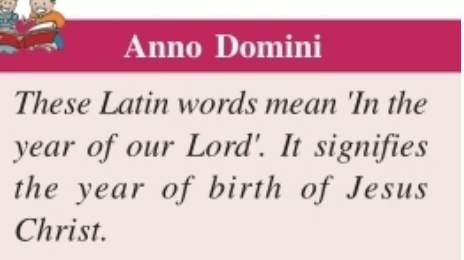 Anno Domini
These Latin words mean 'In the
year of our Lord'. It signifies
the year of birth of Jesus
Christ.